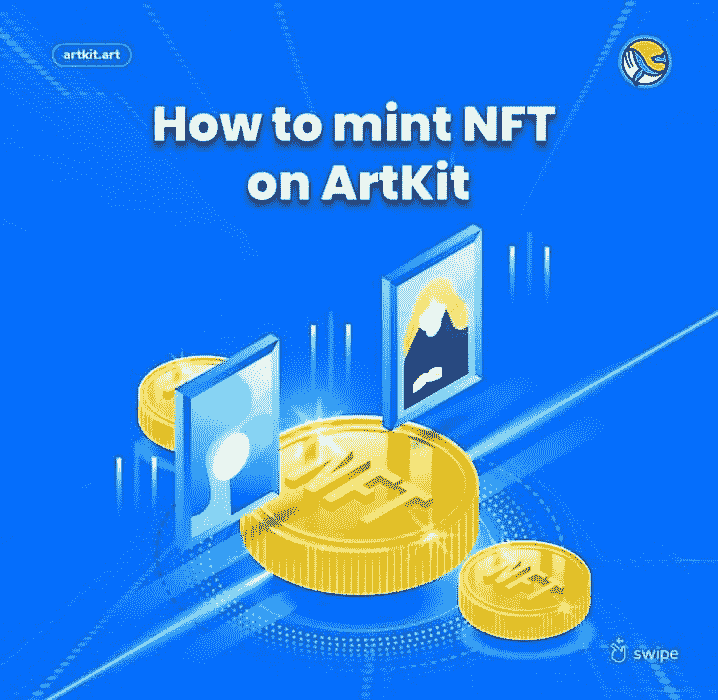 artkit.art
How to mint NFT
on ArtKit
NFT
NFT
swipe